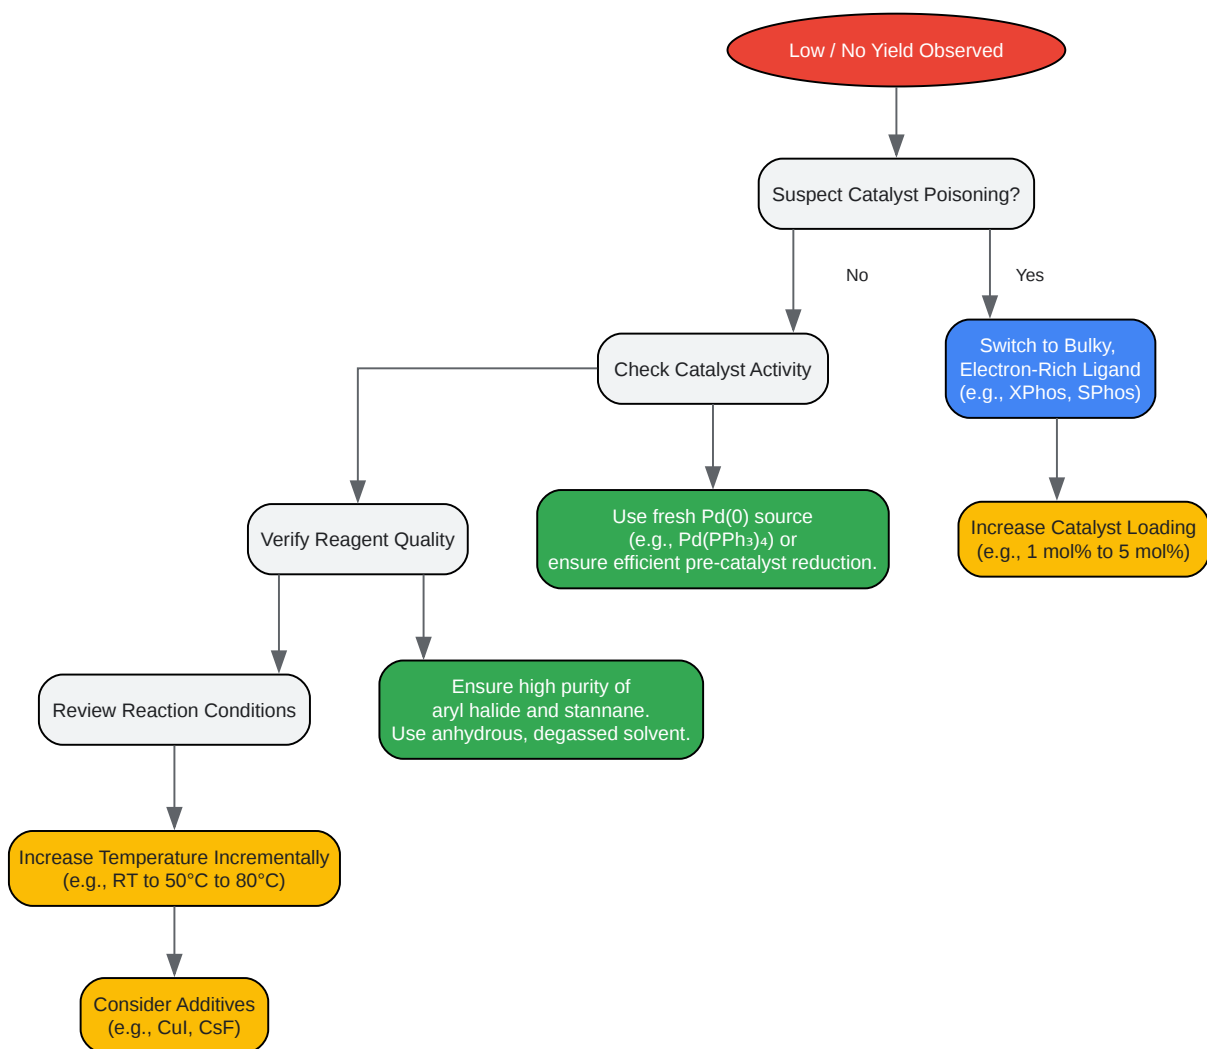 Low / No Yield Observed
Suspect Catalyst Poisoning?
No
Yes
Switch to Bulky,
Electron-Rich Ligand
(e.g., XPhos, SPhos)
Check Catalyst Activity
Increase Catalyst Loading
(e.g., 1 mol% to 5 mol%)
Use fresh Pd(0) source
(e.g., Pd(PPh₃)₄) or
ensure efficient pre-catalyst reduction.
Verify Reagent Quality
Ensure high purity of
aryl halide and stannane.
Use anhydrous, degassed solvent.
Review Reaction Conditions
Increase Temperature Incrementally
(e.g., RT to 50°C to 80°C)
Consider Additives
(e.g., CuI, CsF)